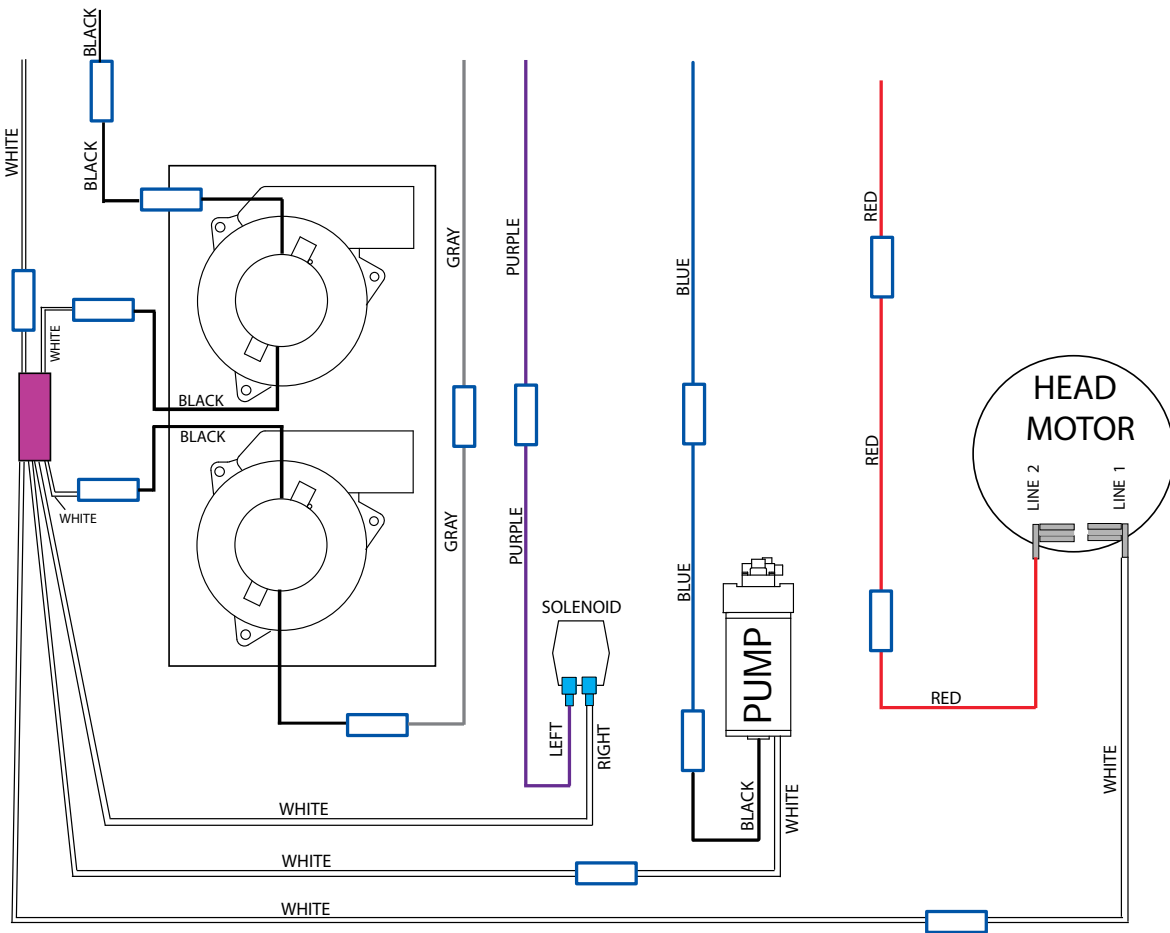 BLACK
WHITE
BLACK
GRAY
PURPLE
BLUE
RED
WHITE
BLACK
BLACK
WHITE
HEAD
MOTOR
LINE 2
LINE 1
RED
GRAY
PURPLE
BLUE
SOLENOID
PUMP
LEFT
RIGHT
RED
BLACK
WHITE
WHITE
WHITE
WHITE
WHITE